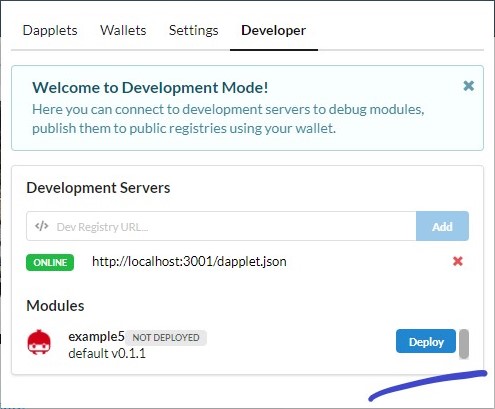 Dapplets Wallets Settings Developer
Welcome to Development Mode!
Here you can connect to development servers to debug modules,
publish them to public registries using your wallet.
Development Servers
</> Dev Registry URL... Add
ONLINE http://localhost:3001/dapplet.json
Modules
example5 NOT DEPLOYED
default v0.1.1
Deploy